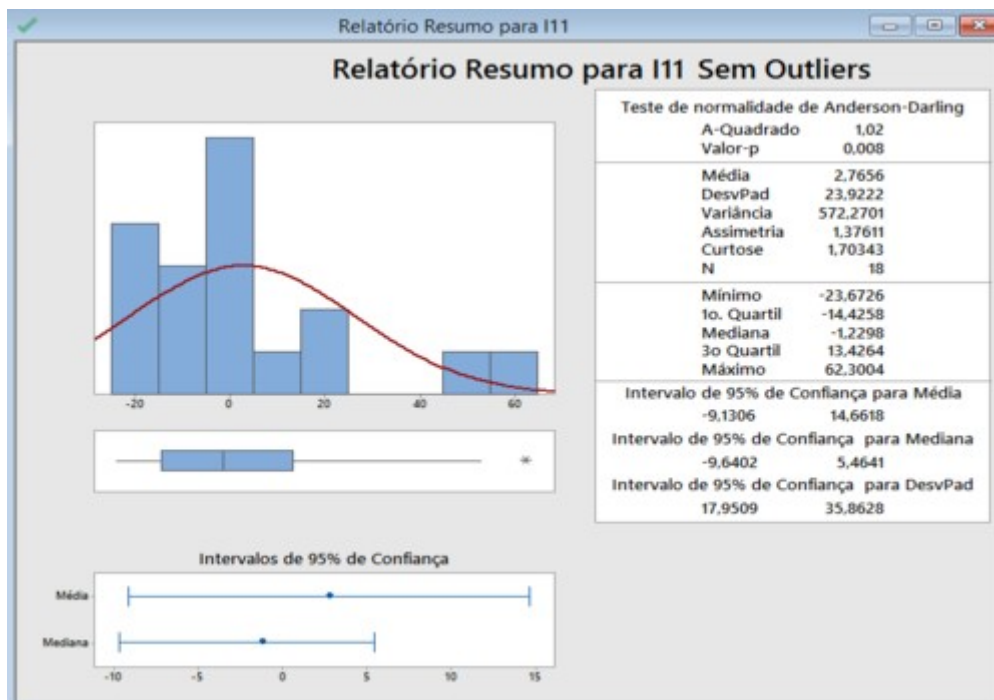 Relatório Resumo para I11
Relatório Resumo para I11 Sem Outliers
-20 0 20 40 60
Teste de normalidade de Anderson-Darling
A-Quadrado 1,02
Valor-p 0,008
Média 2,7656
DesvPad 23,9222
Variância 572,2701
Assimetria 1,37611
Curtose 1,70343
N 18
Mínimo -23,6726
1o. Quartil -14,4258
Mediana -1,2298
3o Quartil 13,4264
Máximo 62,3004
Intervalo de 95% de Confiança para Média
-9,1306 14,6618
Intervalo de 95% de Confiança para Mediana
-9,6402 5,4641
Intervalo de 95% de Confiança para DesvPad
17,9509 35,8628
Intervalos de 95% de Confiança
Média
Mediana
-10 -5 0 5 10 15